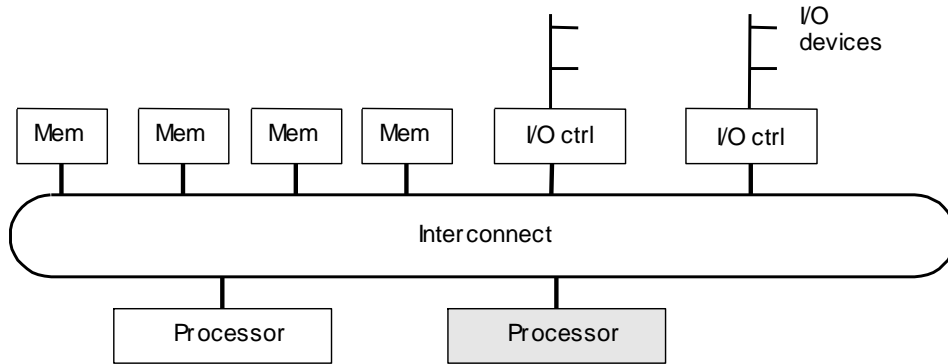 I/O
devices
Mem
Mem
Mem
Mem
I/O ctrl
I/O ctrl
Interconnect
Processor
Processor